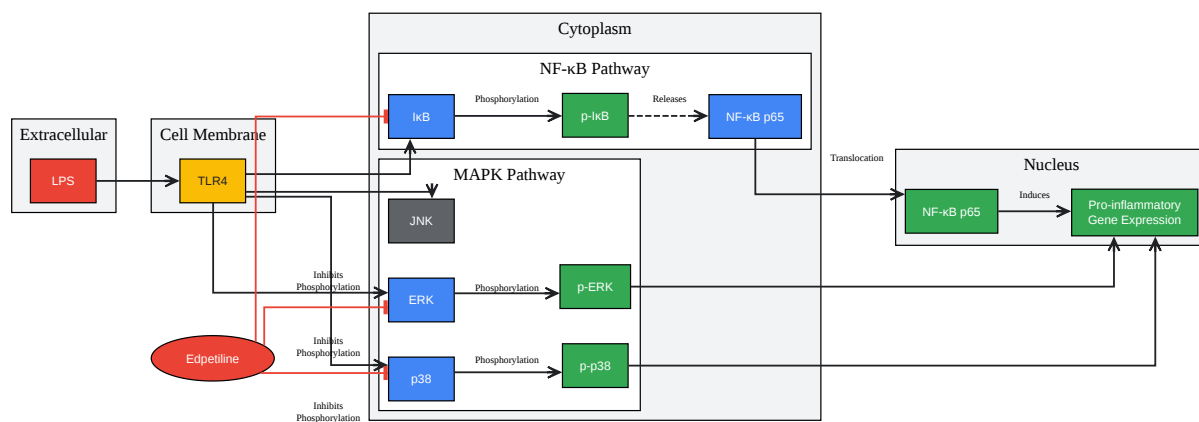 Cytoplasm
NF-κB Pathway
Phosphorylation
Releases
IκB
p-IκB
NF-κB p65
Extracellular
Cell Membrane
LPS
TLR4
Translocation
Nucleus
MAPK Pathway
JNK
NF-κB p65
Induces
Pro-inflammatory
Gene Expression
Inhibits
Phosphorylation
ERK
Phosphorylation
p-ERK
Edpetiline
Inhibits
Phosphorylation
p38
Phosphorylation
p-p38
Inhibits
Phosphorylation